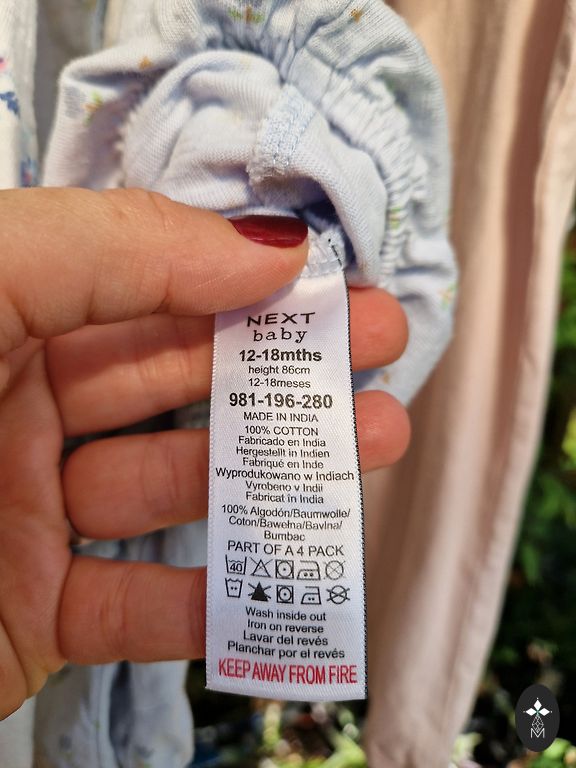 NEXT
baby
12-18mths
height 86cm
12-18meses
981-196-280
MADE IN INDIA
100% COTTON
Fabricado en India
Hergestellt in Indien
Fabriqué en Inde
Wyprodukowano w Indiach
Vyrobeno v Indii
Fabricat în India
100% Algodón/Baumwolle/
Coton/Bawełna/Bavlna/
Bumbac
PART OF A 4 PACK
40
Wash inside out
Iron on reverse
Lavar del revés
Planchar por el revés
KEEP AWAY FROM FIRE
M